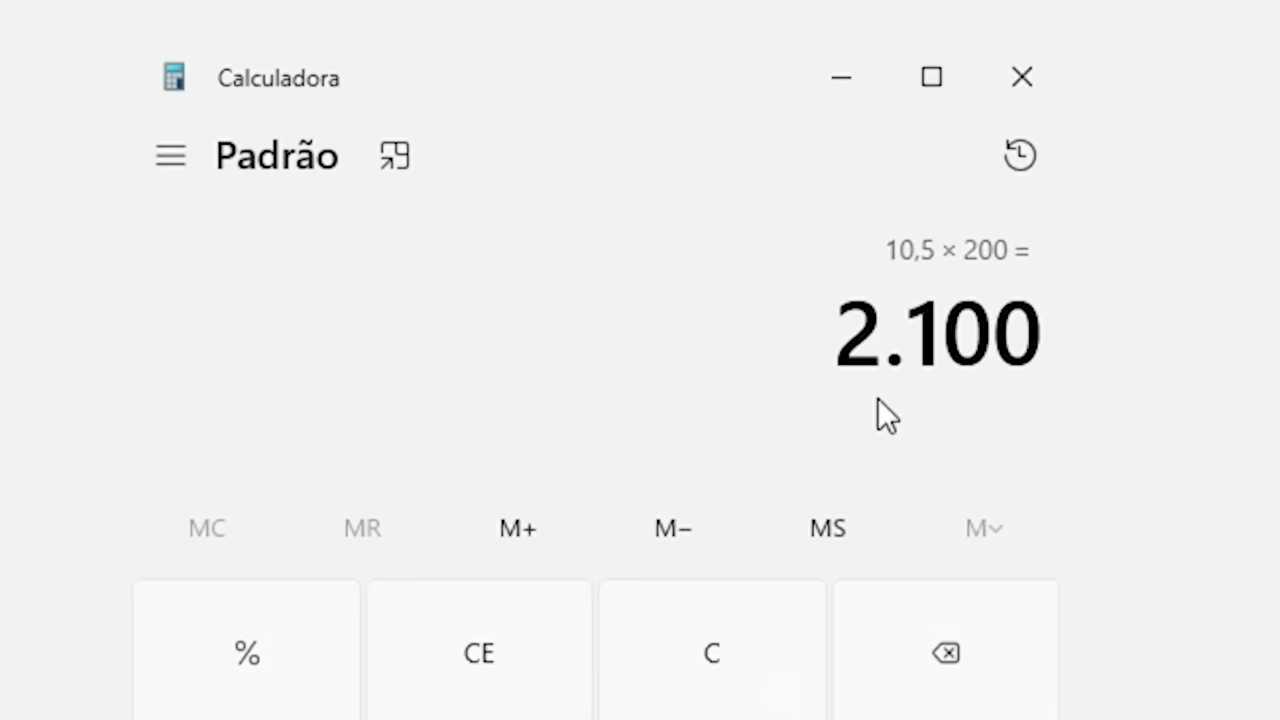 Calculadora
Padrão
10,5 × 200 =
2.100
MC MR M+ M− MS M
% CE C